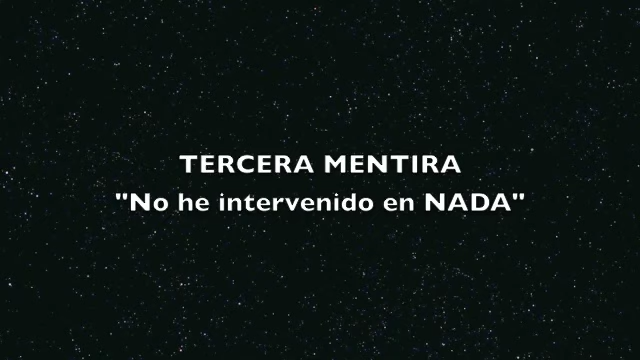 TERCERA MENTIRA
"No he intervenido en NADA"